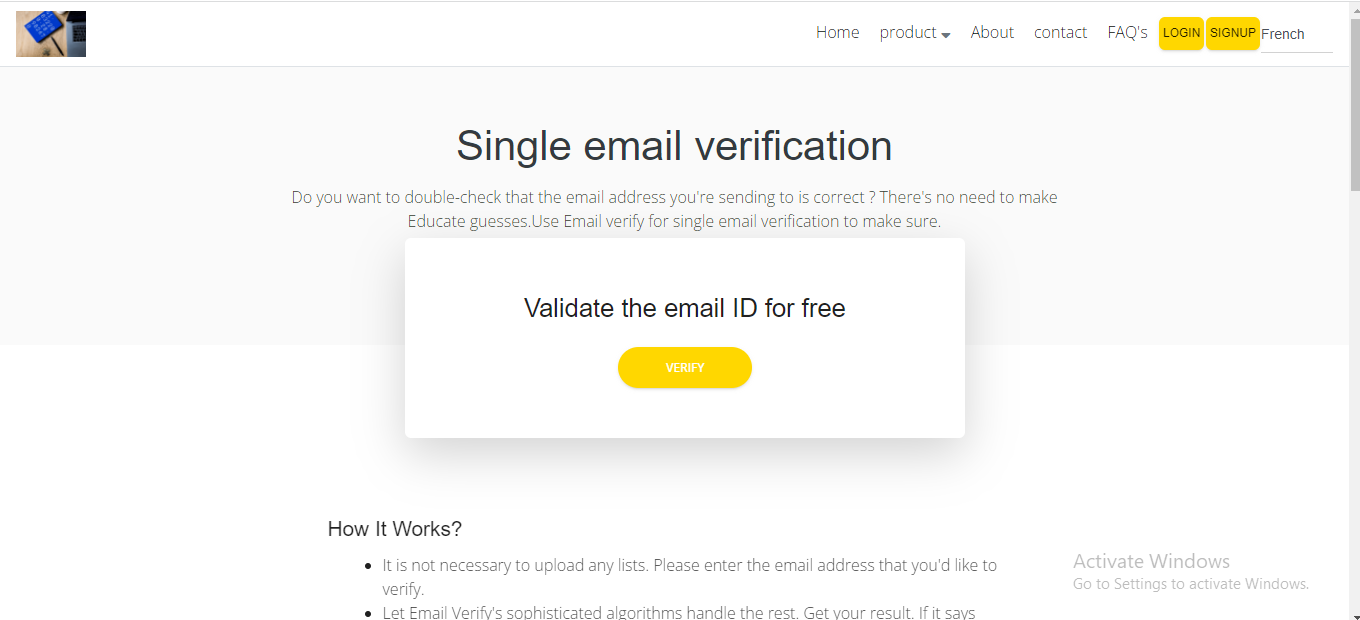 Home product About contact FAQ's LOGIN SIGNUP French
Single email verification
Do you want to double-check that the email address you're sending to is correct ? There's no need to make
Educate guesses.Use Email verify for single email verification to make sure.
Validate the email ID for free
VERIFY
How It Works?
It is not necessary to upload any lists. Please enter the email address that you'd like to
verify.
Let Email Verify's sophisticated algorithms handle the rest. Get your result. If it says
Activate Windows
Go to Settings to activate Windows.